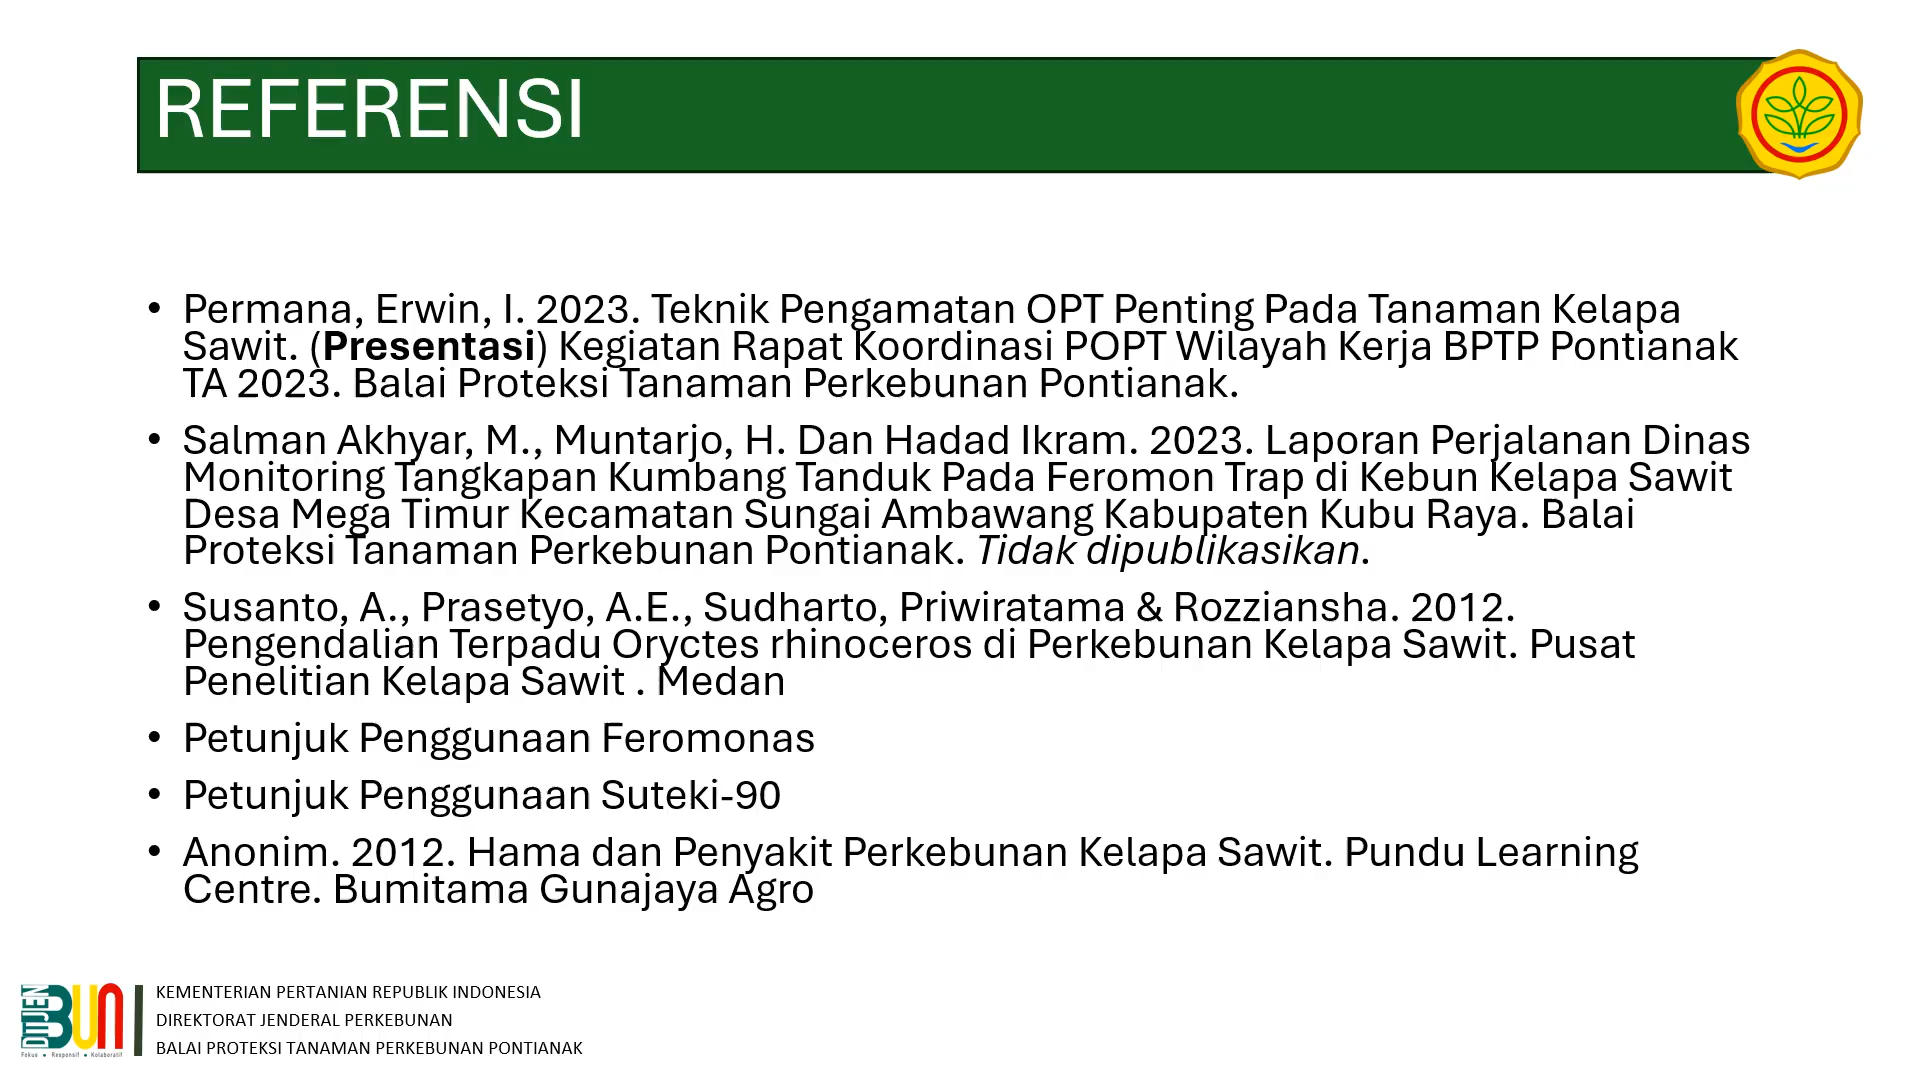 REFERENSI
• Permana, Erwin, I. 2023. Teknik Pengamatan OPT Penting Pada Tanaman Kelapa
Sawit. (Presentasi) Kegiatan Rapat Koordinasi POPT Wilayah Kerja BPTP Pontianak
TA 2023. Balai Proteksi Tanaman Perkebunan Pontianak.
• Salman Akhyar, M., Muntarjo, H. Dan Hadad Ikram. 2023. Laporan Perjalanan Dinas
Monitoring Tangkapan Kumbang Tanduk Pada Feromon Trap di Kebun Kelapa Sawit
Desa Mega Timur Kecamatan Sungai Ambawang Kabupaten Kubu Raya. Balai
Proteksi Tanaman Perkebunan Pontianak. Tidak dipublikasikan.
• Susanto, A., Prasetyo, A.E., Sudharto, Priwiratama & Rozziansha. 2012.
Pengendalian Terpadu Oryctes rhinoceros di Perkebunan Kelapa Sawit. Pusat
Penelitian Kelapa Sawit . Medan
• Petunjuk Penggunaan Feromonas
• Petunjuk Penggunaan Suteki-90
• Anonim. 2012. Hama dan Penyakit Perkebunan Kelapa Sawit. Pundu Learning
Centre. Bumitama Gunajaya Agro
DITJEN
BUN
Fokus • Responsif • Kolaboratif
KEMENTERIAN PERTANIAN REPUBLIK INDONESIA
DIREKTORAT JENDERAL PERKEBUNAN
BALAI PROTEKSI TANAMAN PERKEBUNAN PONTIANAK